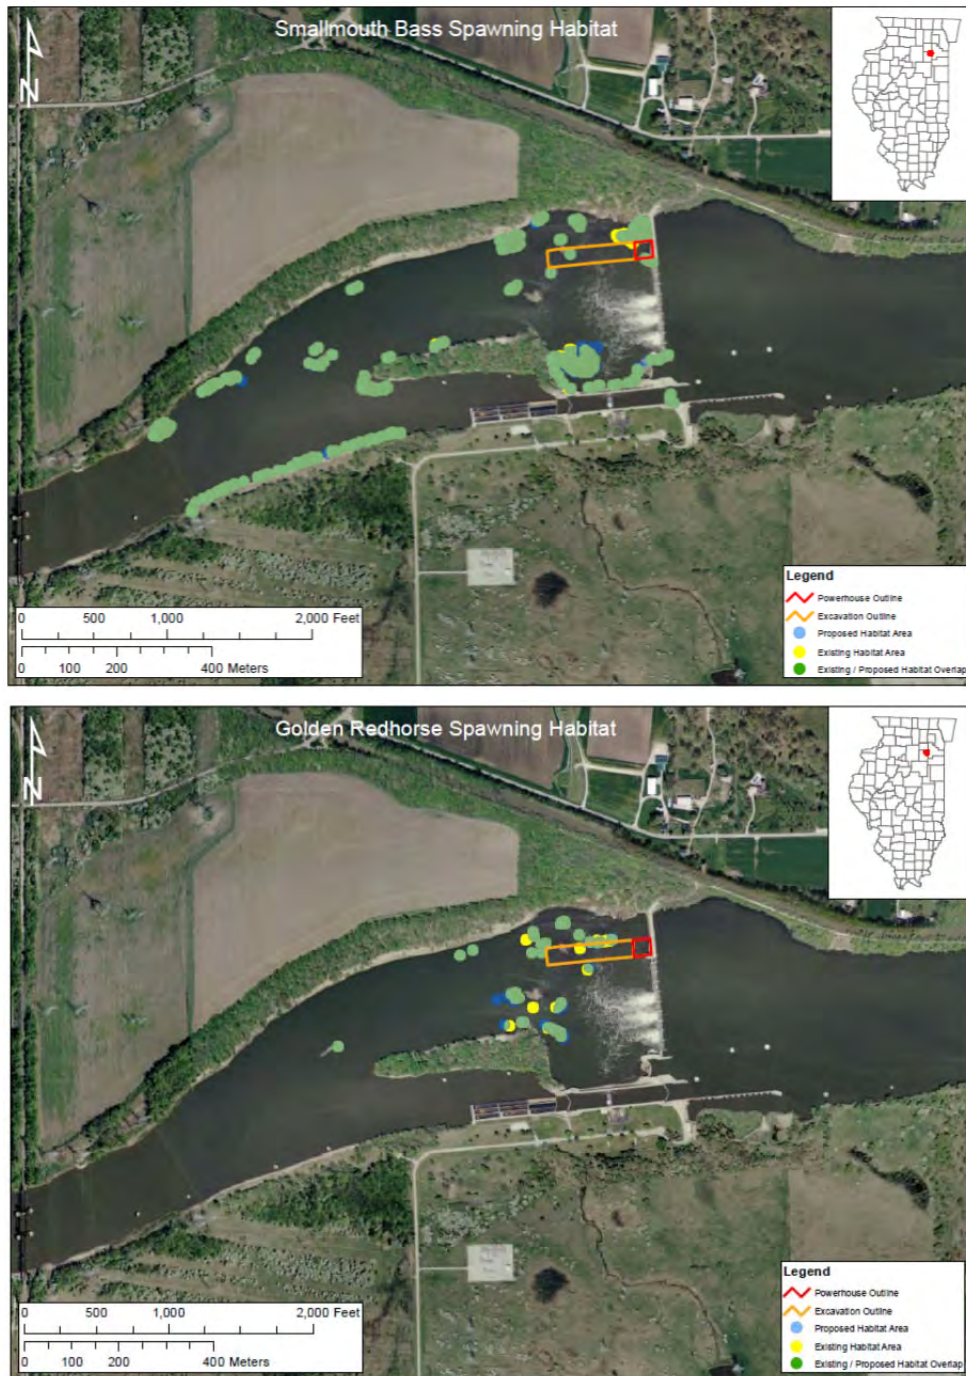 Smallmouth Bass Spawning Habitat
N
Legend
Powerhouse Outline
Excavation Outline
Proposed Habitat Area
Existing Habitat Area
Existing / Proposed Habitat Overlap
0 500 1,000 2,000 Feet
0 100 200 400 Meters
Golden Redhorse Spawning Habitat
N
Legend
Powerhouse Outline
Excavation Outline
Proposed Habitat Area
Existing Habitat Area
Existing / Proposed Habitat Overlap
0 500 1,000 2,000 Feet
0 100 200 400 Meters